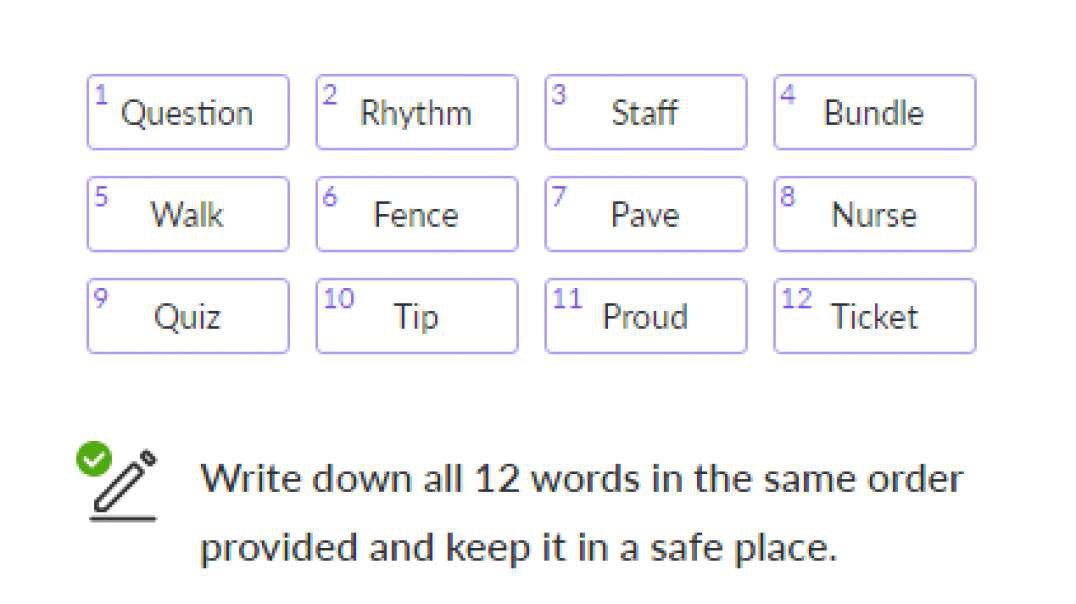 1 Question 2 Rhythm 3 Staff 4 Bundle
5 Walk 6 Fence 7 Pave 8 Nurse
9 Quiz 10 Tip 11 Proud 12 Ticket
Write down all 12 words in the same order
provided and keep it in a safe place.